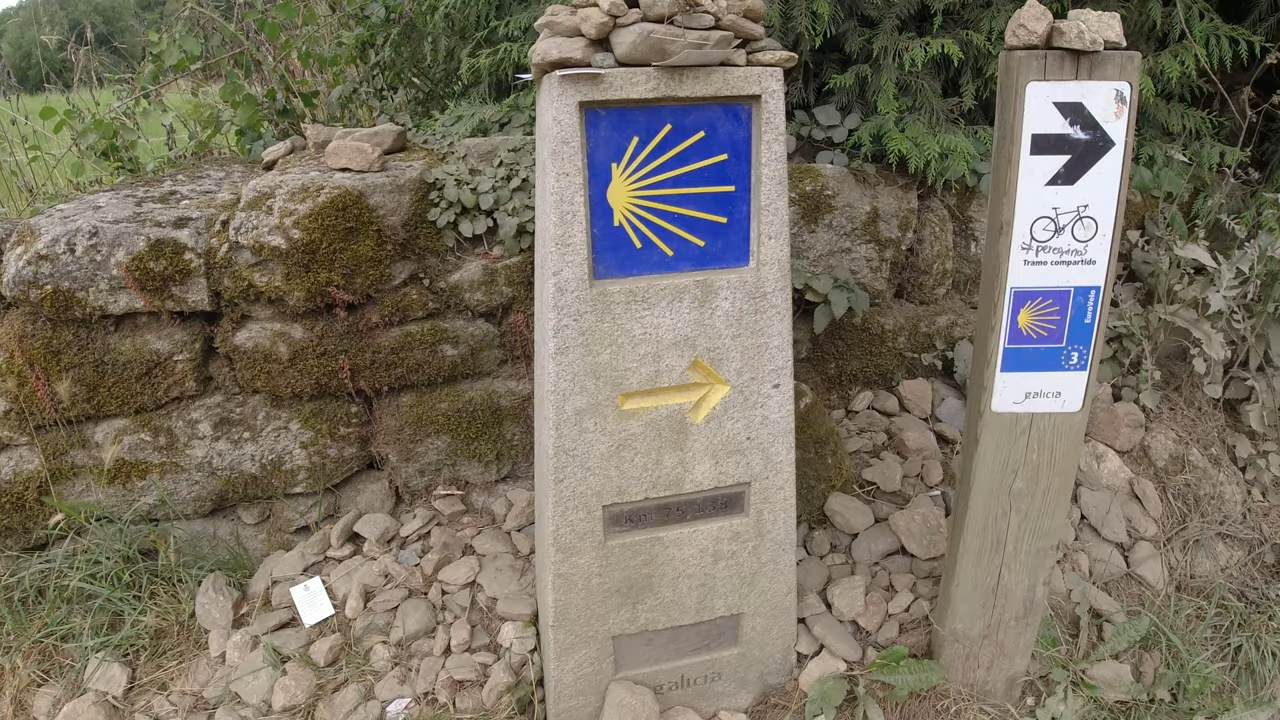 Km 75,138
galicia
#peregrinos
Tramo compartido
EuroVelo
3
galicia